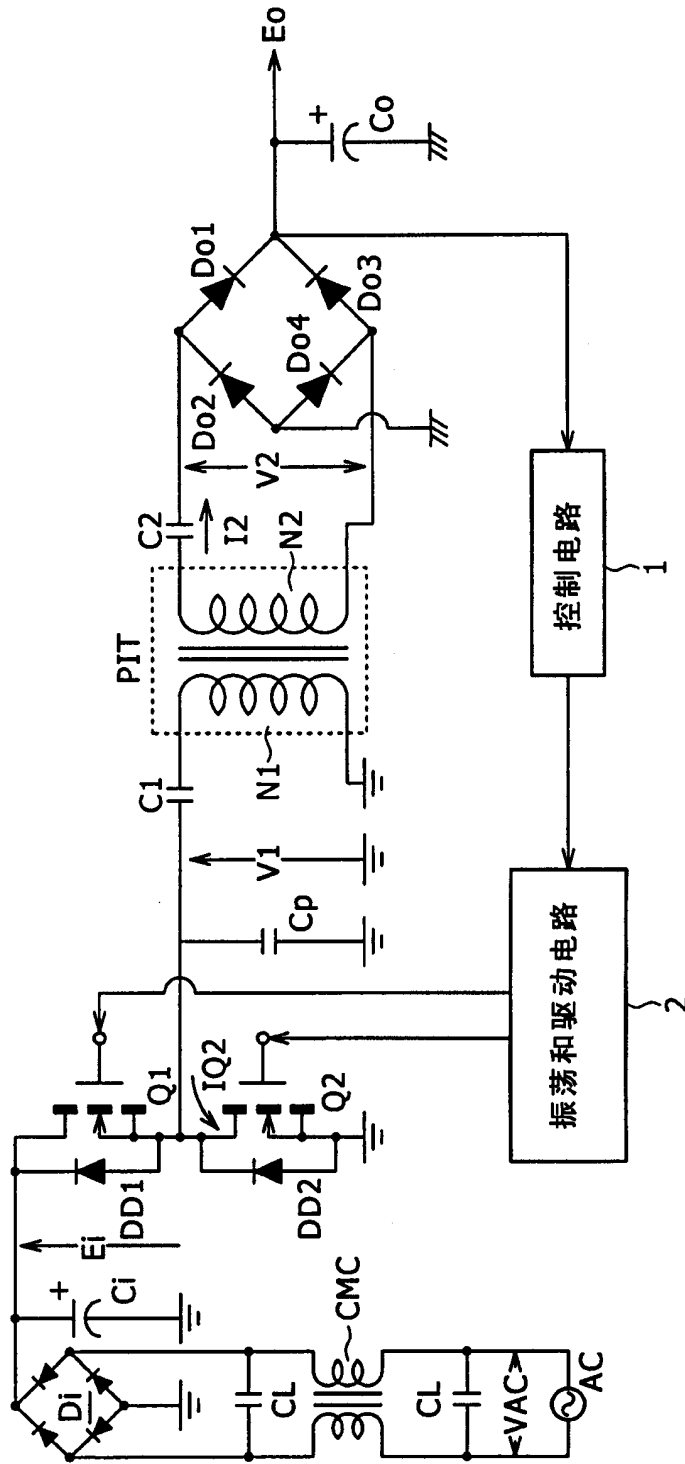 AC
VAC
CL
CMC
CL
Di
Ci
+
Ei
DD1
Q1
DD2
IQ2
Q2
Cp
V1
C1
N1
PIT
N2
C2
I2
V2
Do2
Do4
Do1
Do3
+
Co
Eo
振荡和驱动电路
2
控制电路
1